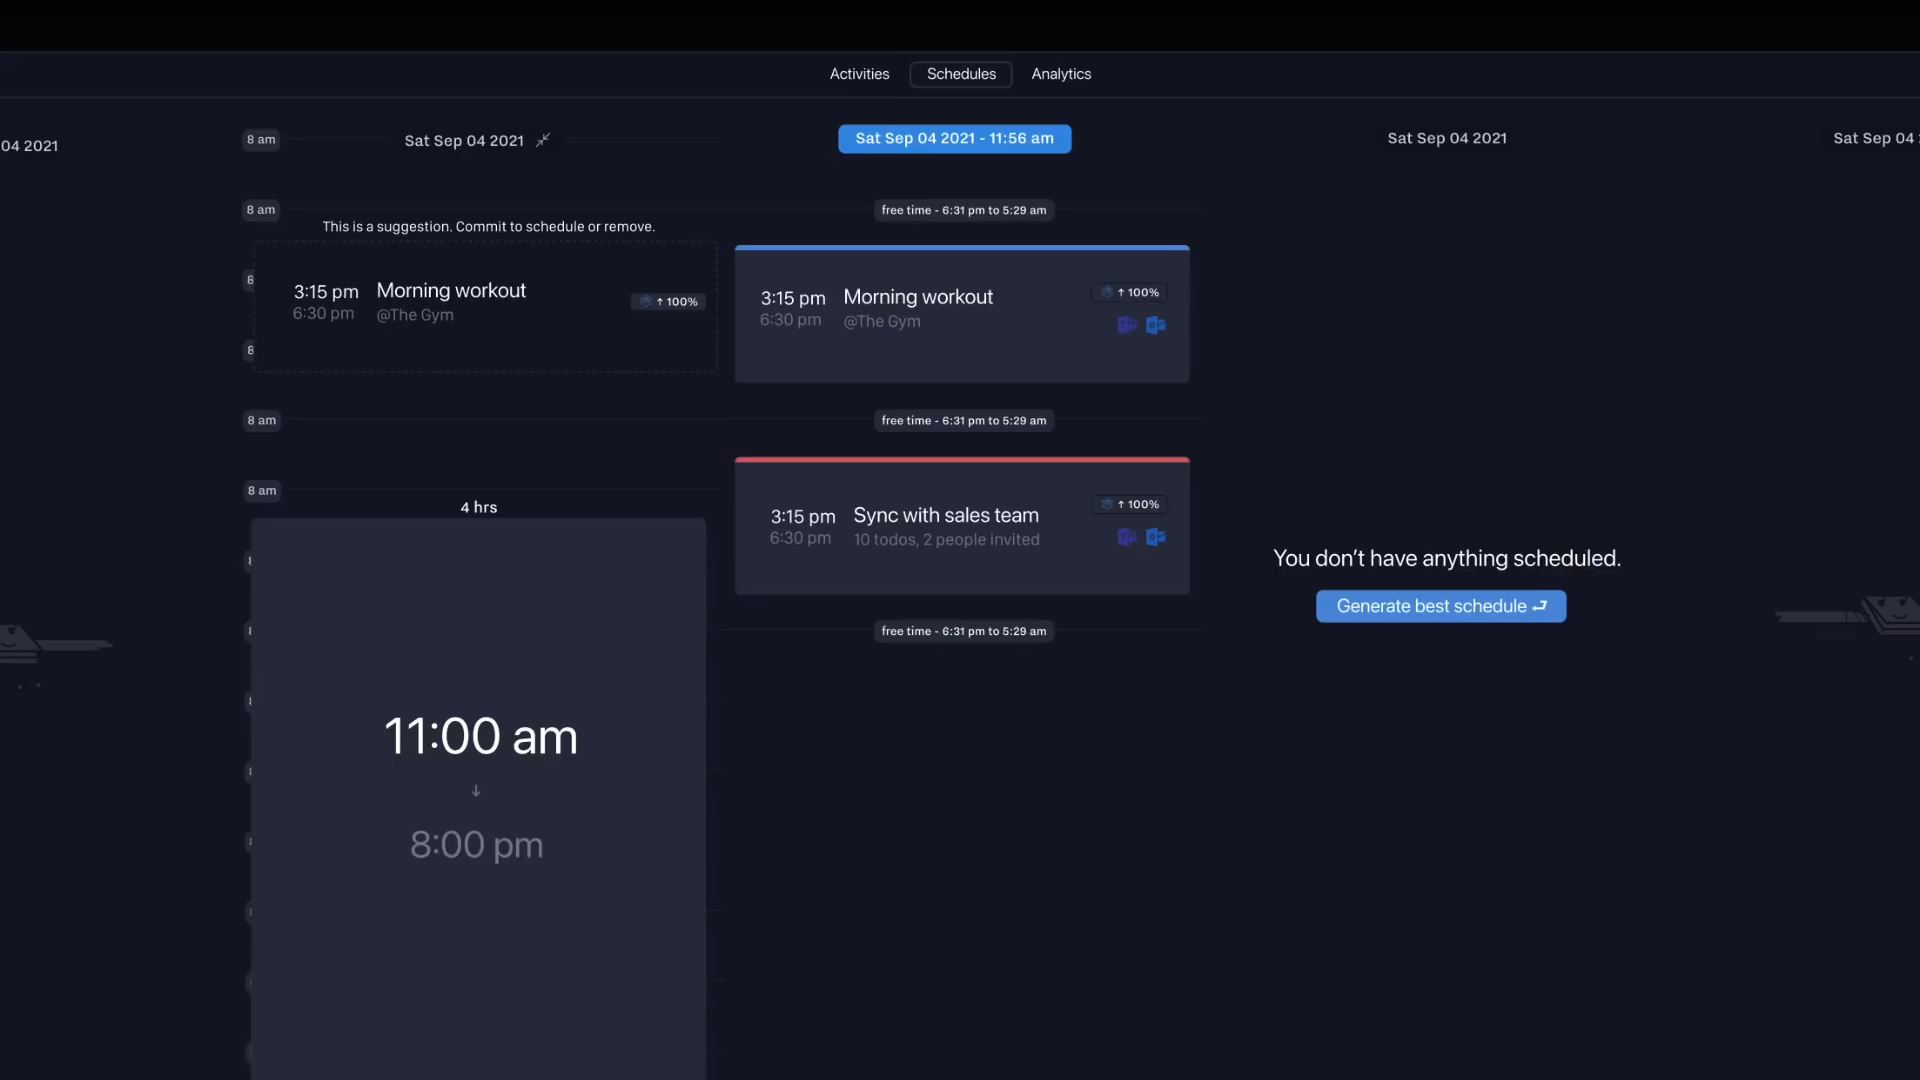 Activities
Schedules
Analytics
04 2021
8 am
Sat Sep 04 2021
Sat Sep 04 2021 - 11:56 am
Sat Sep 04 2021
Sat Sep 04
8 am
This is a suggestion. Commit to schedule or remove.
8
3:15 pm
Morning workout
6:30 pm
@The Gym
↑ 100%
8
8 am
8 am
4 hrs
11:00 am
↓
8:00 pm
free time - 6:31 pm to 5:29 am
3:15 pm
Morning workout
6:30 pm
@The Gym
↑ 100%
free time - 6:31 pm to 5:29 am
3:15 pm
Sync with sales team
6:30 pm
10 todos, 2 people invited
↑ 100%
free time - 6:31 pm to 5:29 am
You don’t have anything scheduled.
Generate best schedule